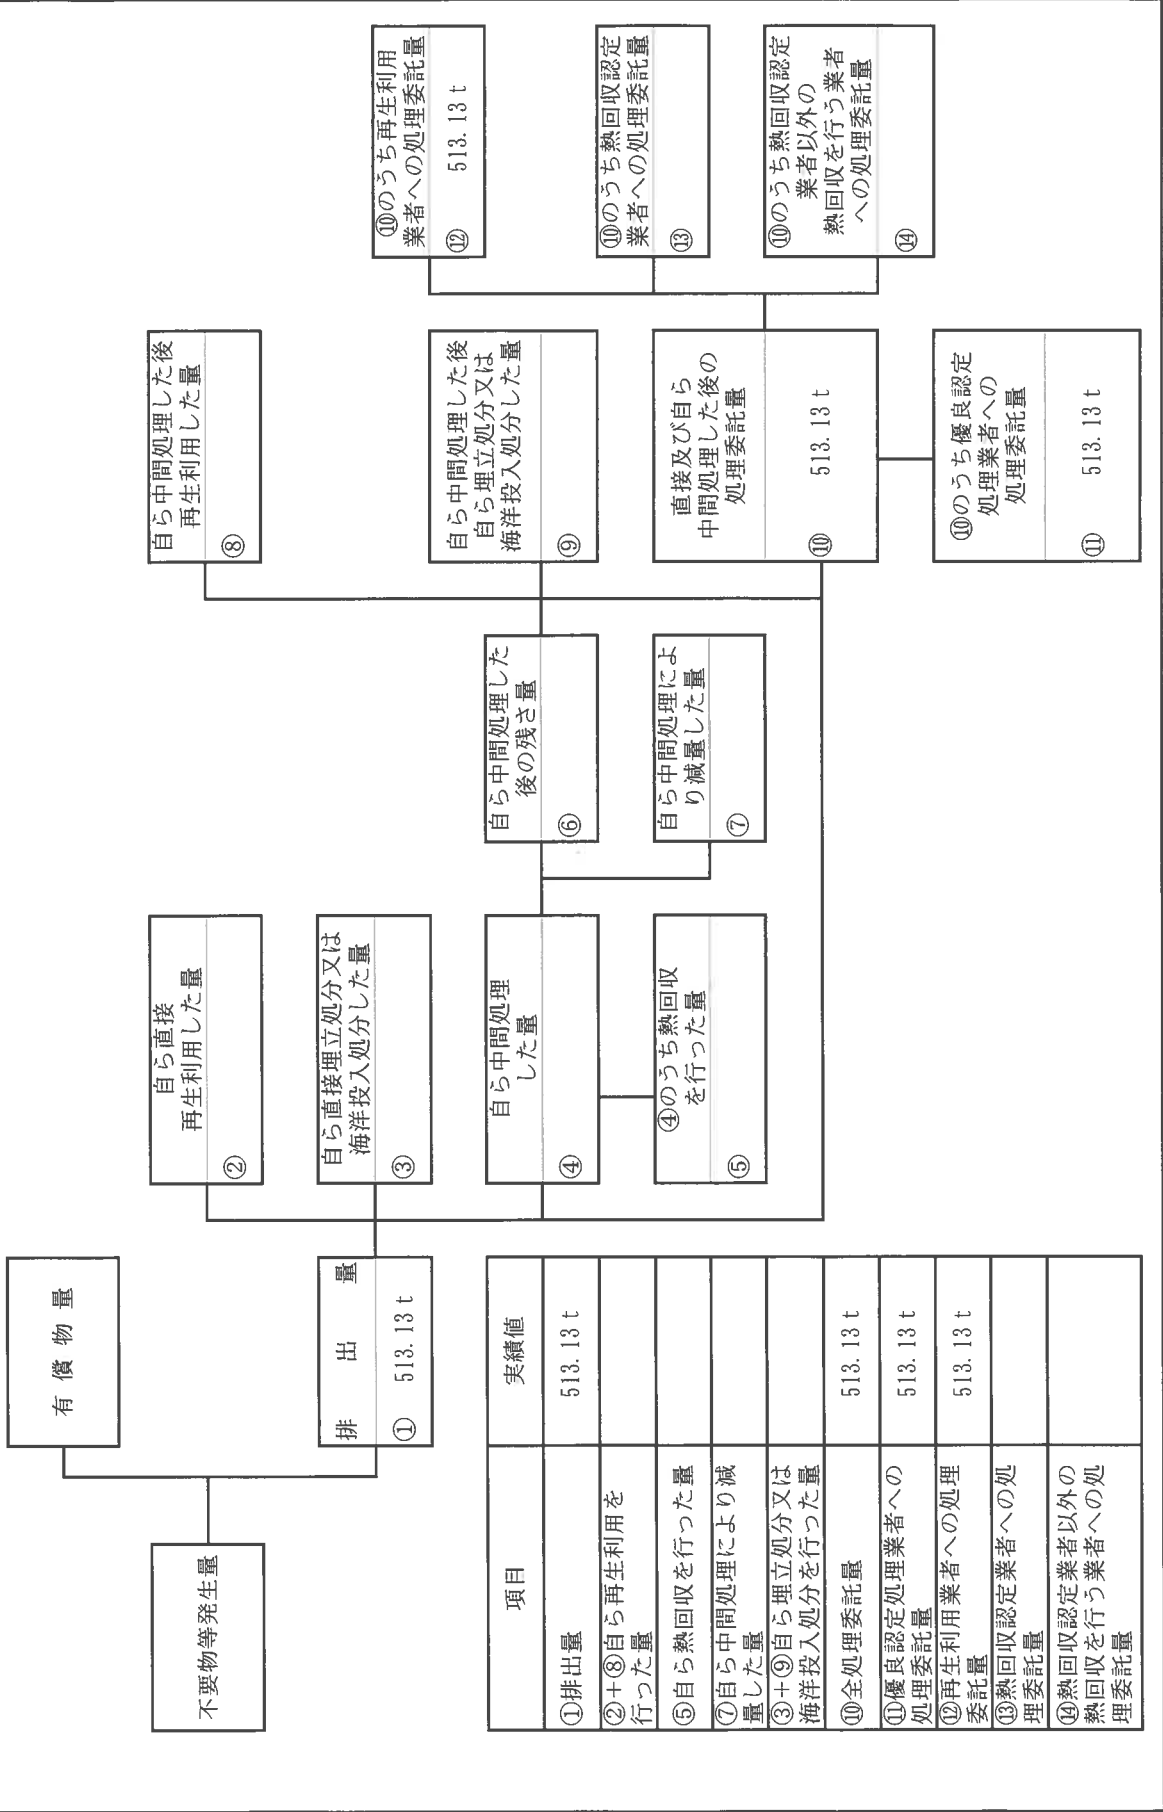 不要物等発生量
有償物量
排出量
① 513.13 t
自ら直接
再生利用した量
②
自ら直接埋立処分又は
海洋投入処分した量
③
自ら中間処理
した量
④
④のうち熱回収
を行った量
⑤
自ら中間処理した
後の残さ量
⑥
自ら中間処理によ
り減量した量
⑦
自ら中間処理した後
再生利用した量
⑧
自ら中間処理した後
自ら埋立処分又は
海洋投入処分した量
⑨
直接及び自ら
中間処理した後の
処理委託量
⑩ 513.13 t
⑩のうち優良認定
処理業者への
処理委託量
⑪ 513.13 t
⑩のうち再生利用
業者への処理委託量
⑫ 513.13 t
⑩のうち熱回収認定
業者への処理委託量
⑬
⑩のうち熱回収認定
業者以外の
熱回収を行う業者
への処理委託量
⑭
項目 実績値
①排出量 513.13 t
②+⑧自ら再生利用を
行った量
⑤自ら熱回収を行った量
⑦自ら中間処理により減
量した量
③+⑨自ら埋立処分又は
海洋投入処分を行った量
⑩全処理委託量 513.13 t
⑪優良認定処理業者への
処理委託量 513.13 t
⑫再生利用業者への処理
委託量 513.13 t
⑬熱回収認定業者への処
理委託量
⑭熱回収認定業者以外の
熱回収を行う業者への処
理委託量